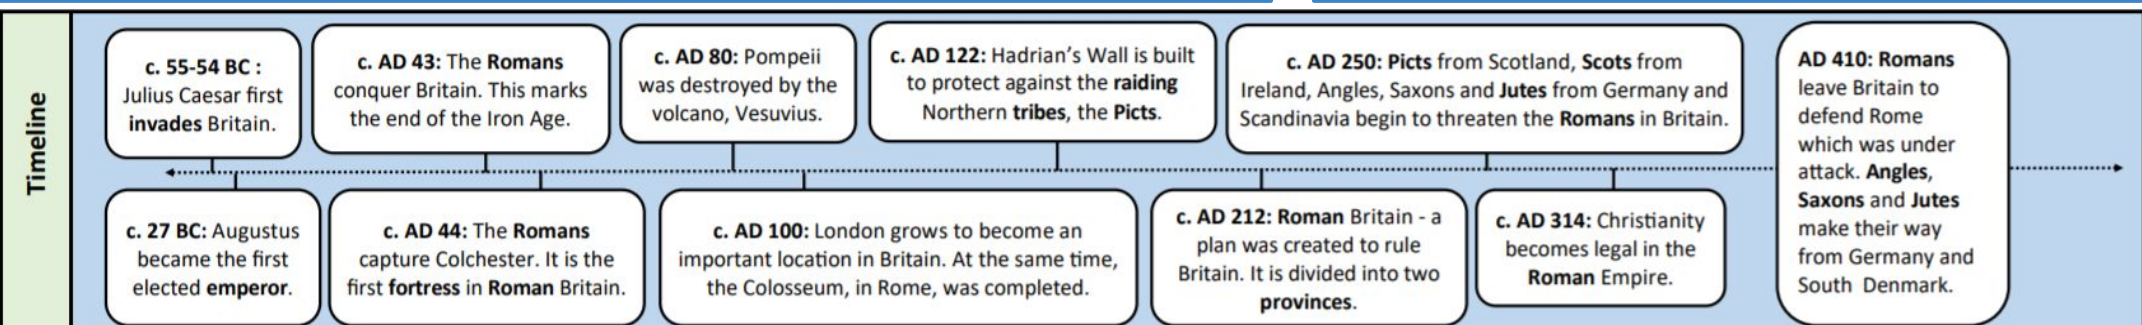 Timeline
c. 55-54 BC :
Julius Caesar first
invades Britain.
c. AD 43: The Romans
conquer Britain. This marks
the end of the Iron Age.
c. AD 80: Pompeii
was destroyed by the
volcano, Vesuvius.
c. AD 122: Hadrian’s Wall is built
to protect against the raiding
Northern tribes, the Picts.
c. AD 250: Picts from Scotland, Scots from
Ireland, Angles, Saxons and Jutes from Germany and
Scandinavia begin to threaten the Romans in Britain.
AD 410: Romans
leave Britain to
defend Rome
which was under
attack. Angles,
Saxons and Jutes
make their way
from Germany and
South Denmark.
c. 27 BC: Augustus
became the first
elected emperor.
c. AD 44: The Romans
capture Colchester. It is the
first fortress in Roman Britain.
c. AD 100: London grows to become an
important location in Britain. At the same time,
the Colosseum, in Rome, was completed.
c. AD 212: Roman Britain - a
plan was created to rule
Britain. It is divided into two
provinces.
c. AD 314: Christianity
becomes legal in the
Roman Empire.